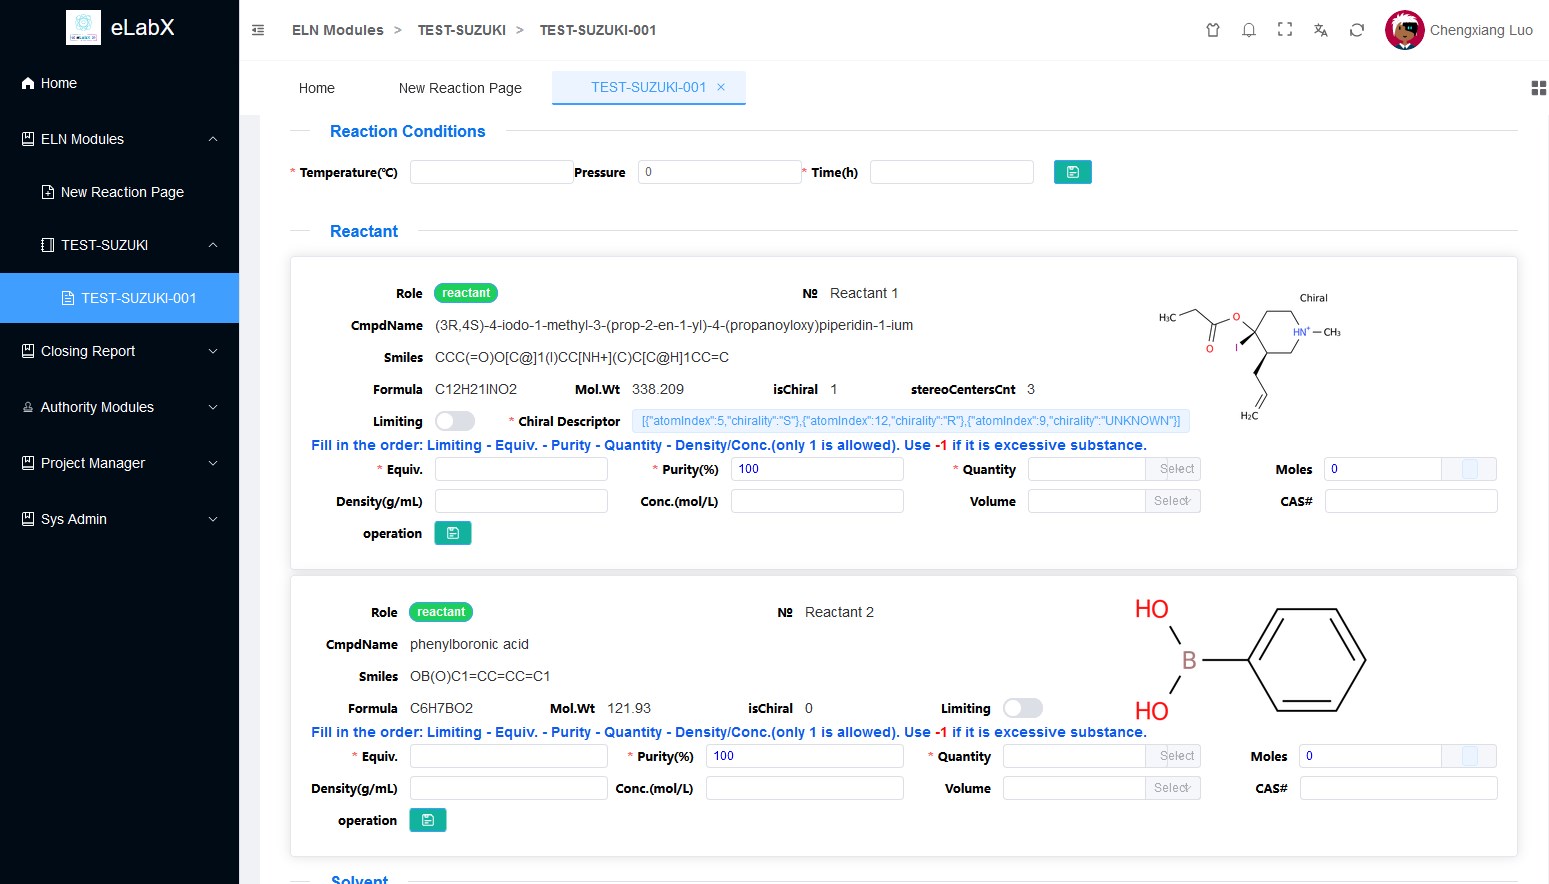 eLabX
ELN Modules > TEST-SUZUKI > TEST-SUZUKI-001
Chengxiang Luo
Home
New Reaction Page
TEST-SUZUKI-001 ×
Home
ELN Modules
New Reaction Page
TEST-SUZUKI
TEST-SUZUKI-001
Closing Report
Authority Modules
Project Manager
Sys Admin
Reaction Conditions
* Temperature(℃) Pressure 0 * Time(h)
Reactant
Role reactant № Reactant 1
CmpdName (3R,4S)-4-iodo-1-methyl-3-(prop-2-en-1-yl)-4-(propanoyloxy)piperidin-1-ium
Smiles CCC(=O)O[C@]1(I)CC[NH+](C)C[C@H]1CC=C
Formula C12H21INO2 Mol.Wt 338.209 isChiral 1 stereoCentersCnt 3
Limiting * Chiral Descriptor [[{"atomIndex":5,"chirality":"S"},{"atomIndex":12,"chirality":"R"},{"atomIndex":9,"chirality":"UNKNOWN"}]]
Chiral
H₃C
O
O
I
HN⁺
CH₃
H₂C
Fill in the order: Limiting - Equiv. - Purity - Quantity - Density/Conc.(only 1 is allowed). Use -1 if it is excessive substance.
* Equiv. * Purity(%) 100 * Quantity Select Moles 0
Density(g/mL) Conc.(mol/L) Volume Select CAS#
operation
Role reactant № Reactant 2
CmpdName phenylboronic acid
Smiles OB(O)C1=CC=CC=C1
Formula C6H7BO2 Mol.Wt 121.93 isChiral 0 Limiting
HO
B
HO
Fill in the order: Limiting - Equiv. - Purity - Quantity - Density/Conc.(only 1 is allowed). Use -1 if it is excessive substance.
* Equiv. * Purity(%) 100 * Quantity Select Moles 0
Density(g/mL) Conc.(mol/L) Volume Select CAS#
operation
Solvent